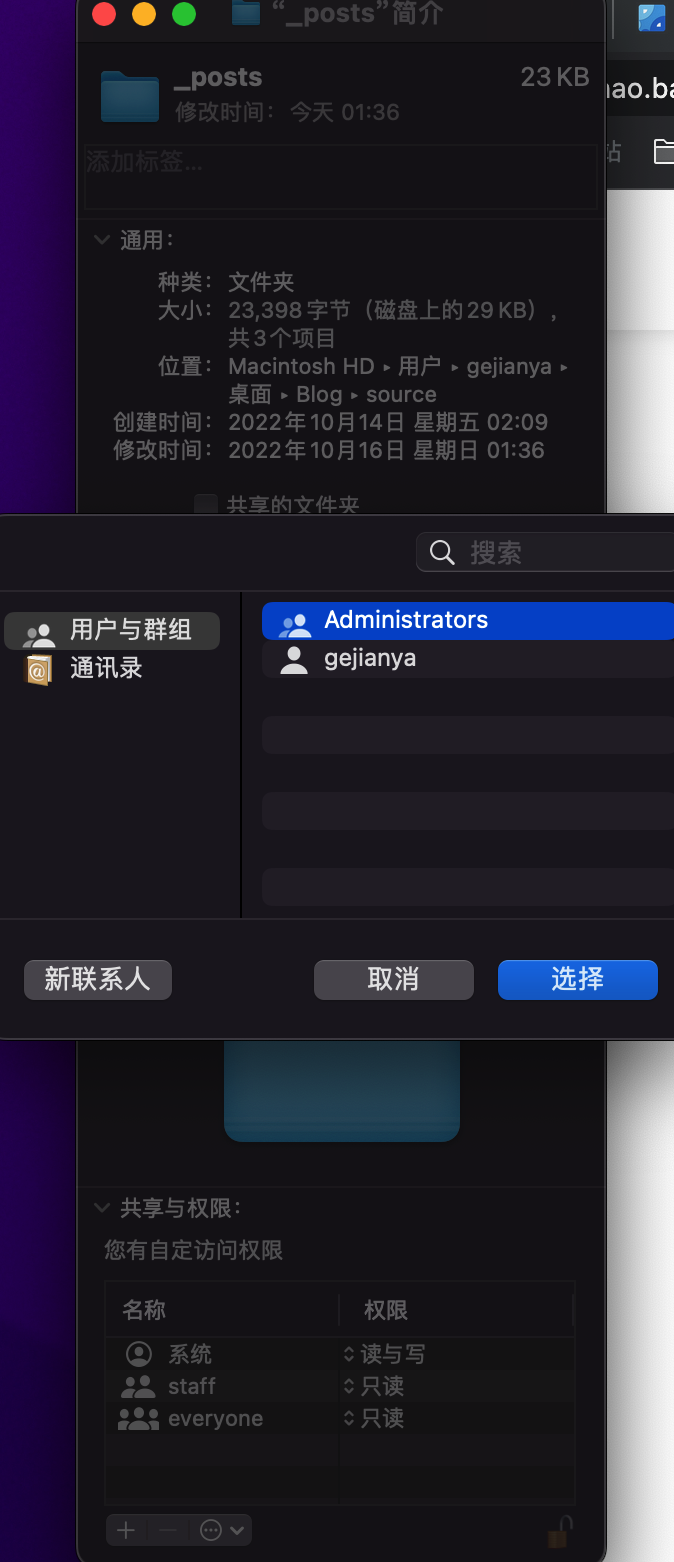 “_posts”简介
_posts
23 KB
修改时间： 今天 01:36
添加标签...
通用：
种类： 文件夹
大小： 23,398字节（磁盘上的29 KB），
共3个项目
位置： Macintosh HD ▸ 用户 ▸ gejianya ▸
桌面 ▸ Blog ▸ source
创建时间： 2022年10月14日 星期五 02:09
修改时间： 2022年10月16日 星期日 01:36
共享的文件夹
搜索
用户与群组
通讯录
Administrators
gejianya
新联系人
取消
选择
共享与权限：
您有自定访问权限
名称 权限
系统 读与写
staff 只读
everyone 只读